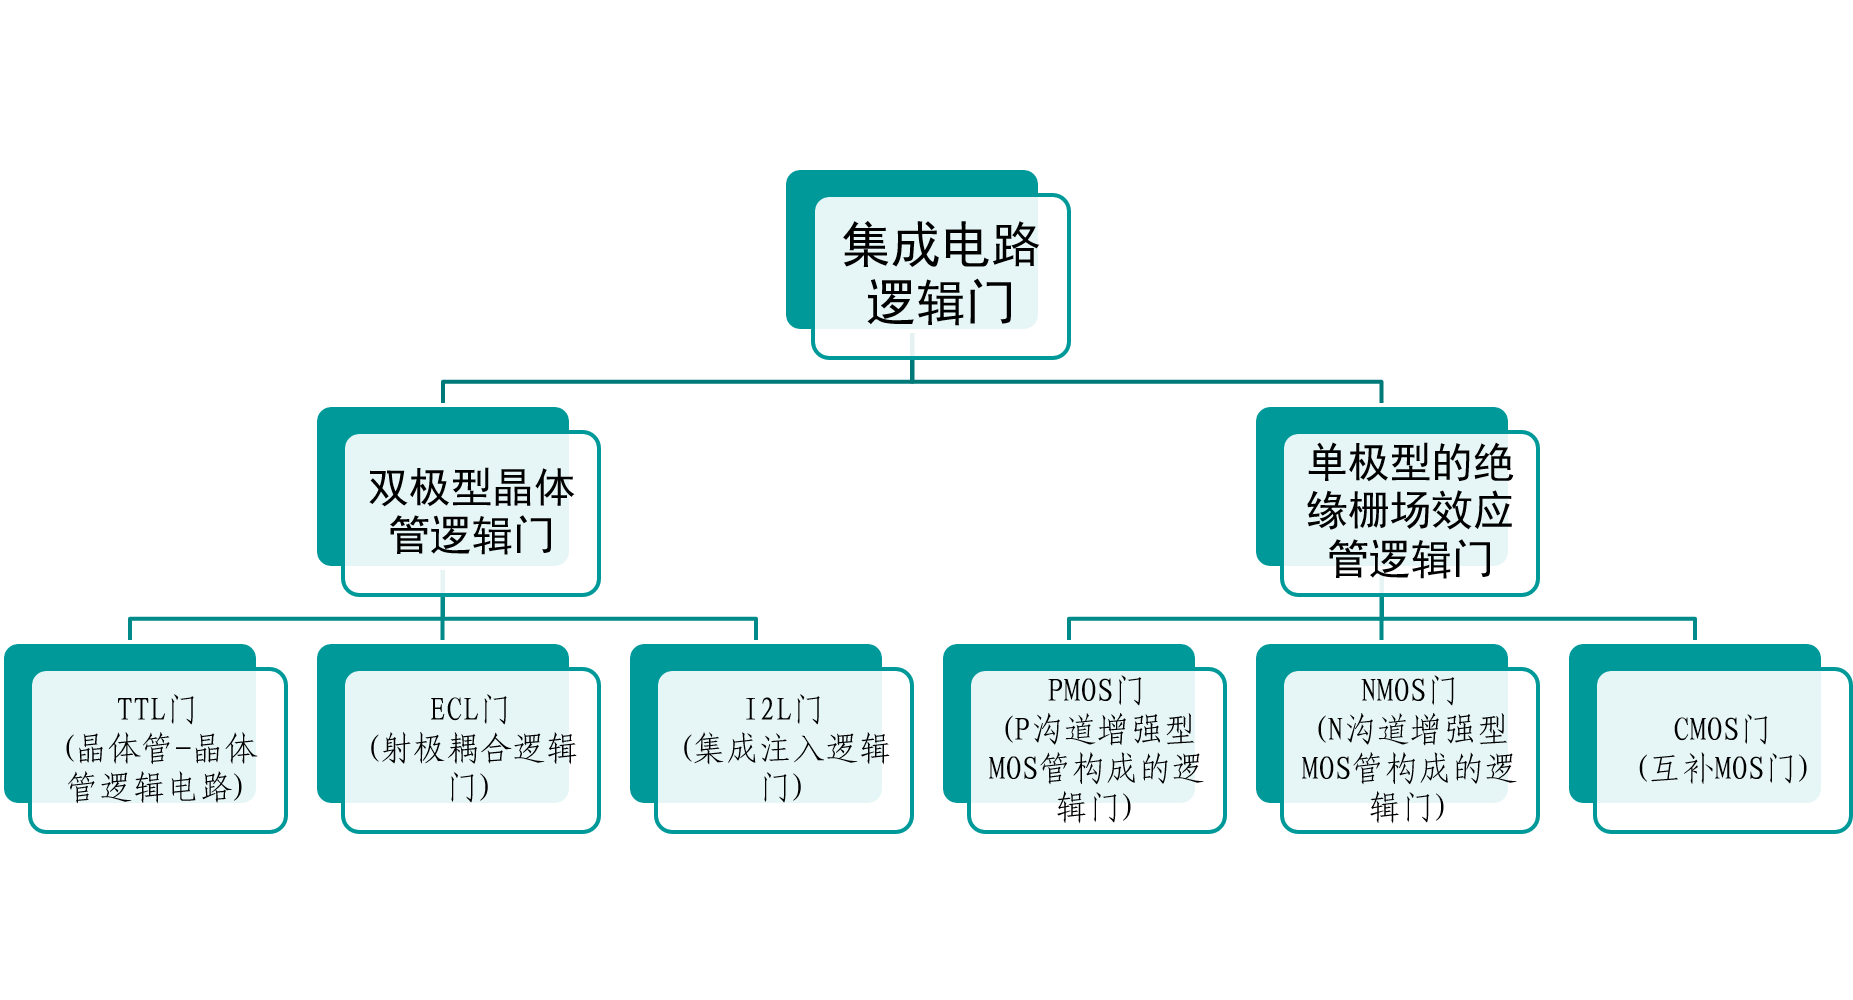 集成电路
逻辑门
双极型晶体
管逻辑门
单极型的绝
缘栅场效应
管逻辑门
TTL门
(晶体管-晶体
管逻辑电路)
ECL门
(射极耦合逻辑
门)
I2L门
(集成注入逻辑
门)
PMOS门
(P沟道增强型
MOS管构成的逻
辑门)
NMOS门
(N沟道增强型
MOS管构成的逻
辑门)
CMOS门
(互补MOS门)